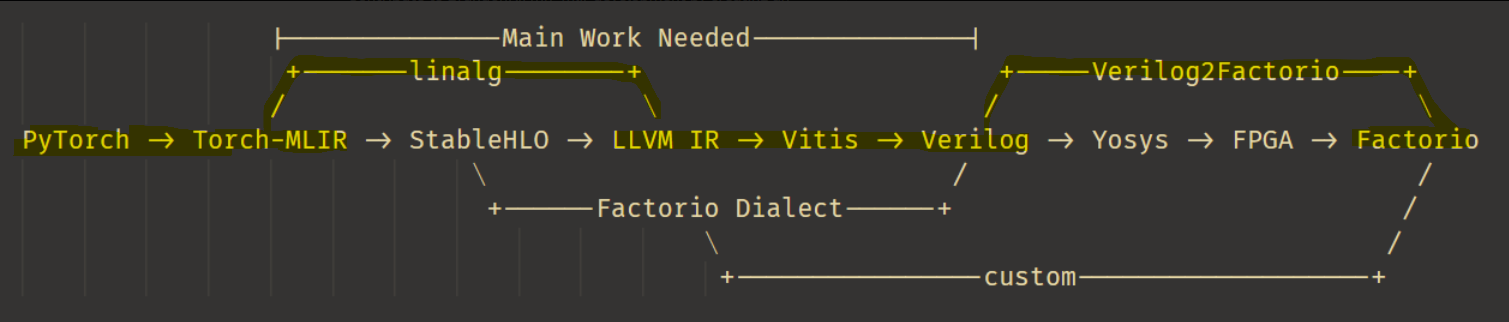 ├─────────────Main Work Needed──────────────┤
+───────linalg────────+ +─────Verilog2Factorio────+
/ \ / \
PyTorch → Torch-MLIR → StableHLO → LLVM IR → Vitis → Verilog → Yosys → FPGA → Factorio
\ / /
+──────Factorio Dialect──────+ /
\ /
+────────────────custom───────────────────+